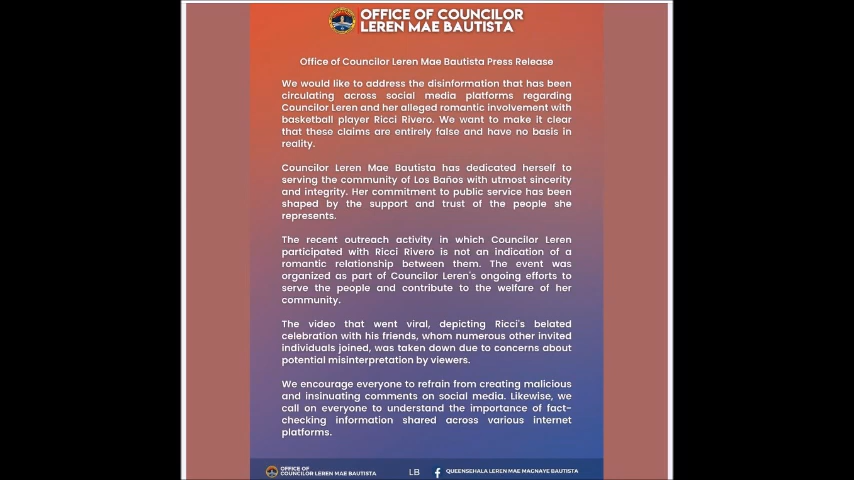 OFFICE OF COUNCILOR
LEREN MAE BAUTISTA
Office of Councilor Leren Mae Bautista Press Release
We would like to address the disinformation that has been
circulating across social media platforms regarding
Councilor Leren and her alleged romantic involvement with
basketball player Ricci Rivero. We want to make it clear
that these claims are entirely false and have no basis in
reality.
Councilor Leren Mae Bautista has dedicated herself to
serving the community of Los Baños with utmost sincerity
and integrity. Her commitment to public service has been
shaped by the support and trust of the people she
represents.
The recent outreach activity in which Councilor Leren
participated with Ricci Rivero is not an indication of a
romantic relationship between them. The event was
organized as part of Councilor Leren's ongoing efforts to
serve the people and contribute to the welfare of her
community.
The video that went viral, depicting Ricci's belated
celebration with his friends, whom numerous other invited
individuals joined, was taken down due to concerns about
potential misinterpretation by viewers.
We encourage everyone to refrain from creating malicious
and insinuating comments on social media. Likewise, we
call on everyone to understand the importance of fact-
checking information shared across various internet
platforms.
OFFICE OF
COUNCILOR LEREN MAE BAUTISTA
LB
QUEENSEHALA LEREN MAE MAGNAYE BAUTISTA